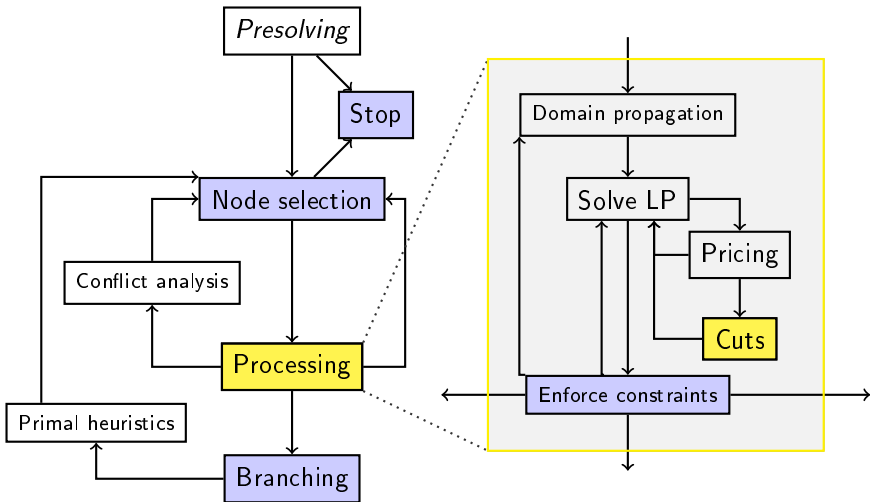 Presolving
Stop
Node selection
Conflict analysis
Processing
Primal heuristics
Branching
Domain propagation
Solve LP
Pricing
Cuts
Enforce constraints